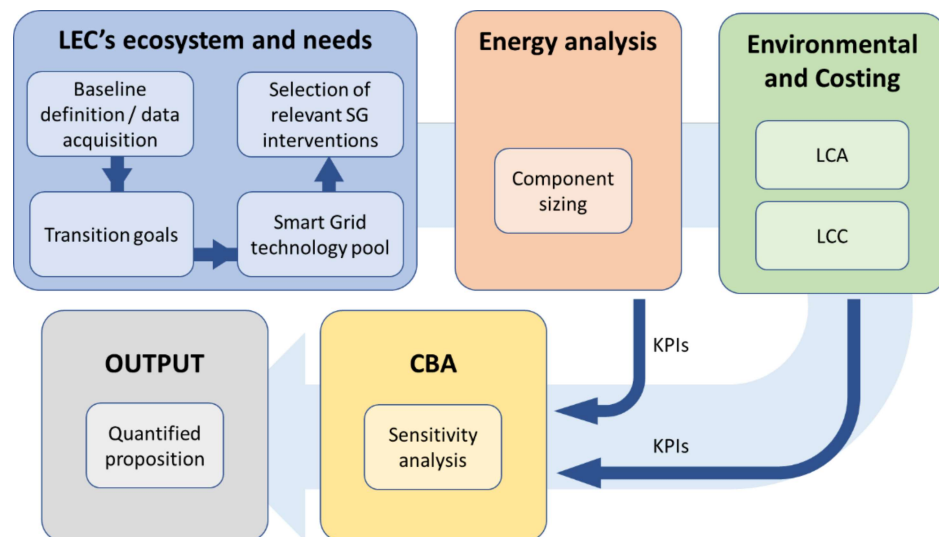 LEC's ecosystem and needs
Baseline
definition / data
acquisition
Transition goals
Smart Grid
technology pool
Selection of
relevant SG
interventions
Energy analysis
Component
sizing
Environmental
and Costing
LCA
LCC
KPIs
KPIs
CBA
Sensitivity
analysis
OUTPUT
Quantified
proposition